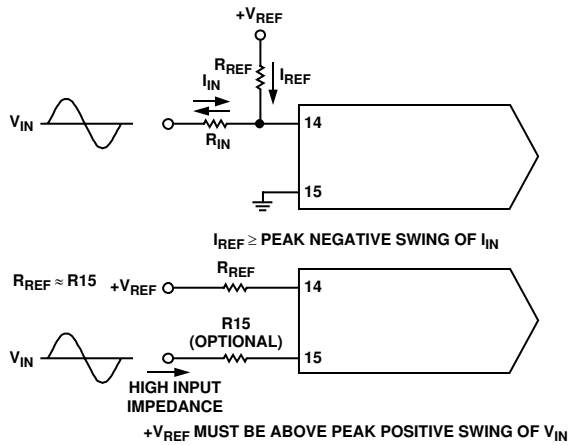 +VREF
RREF
IREF
IIN
VIN
RIN
14
15
IREF ≥ PEAK NEGATIVE SWING OF IIN
RREF ≈ R15
+VREF
RREF
14
R15
(OPTIONAL)
VIN
15
HIGH INPUT
IMPEDANCE
+VREF MUST BE ABOVE PEAK POSITIVE SWING OF VIN